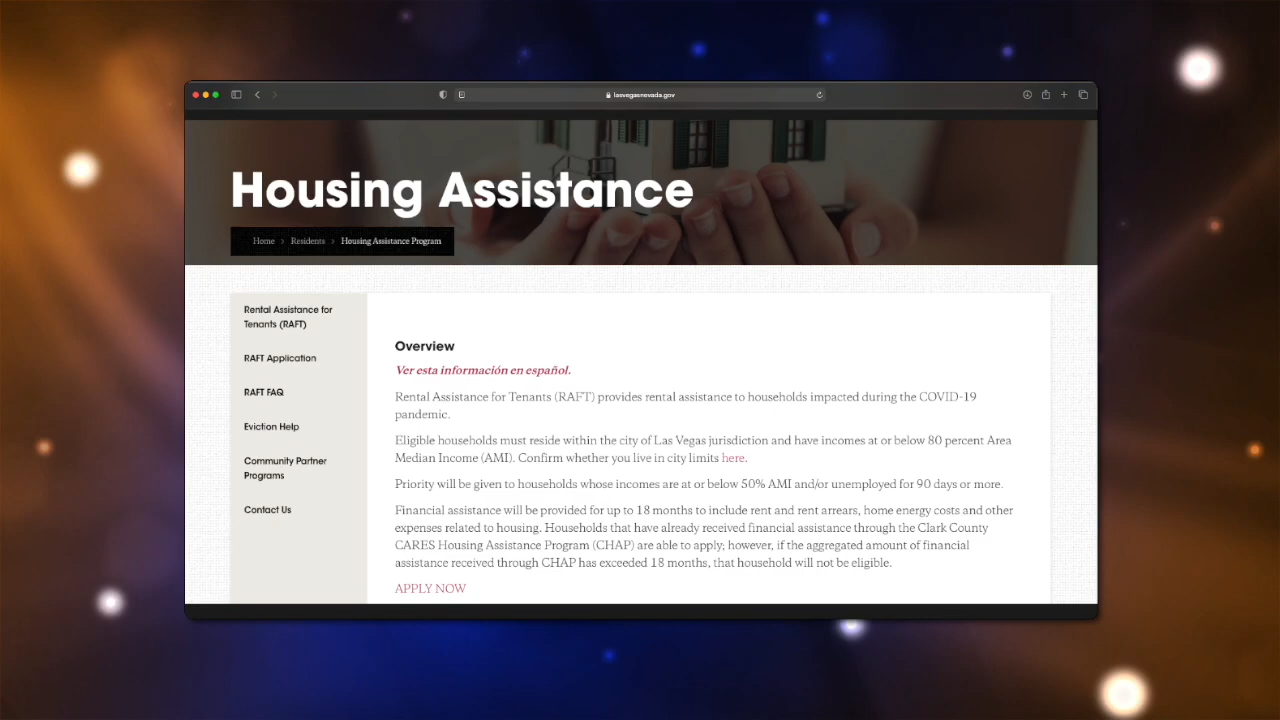 lasvegasnevada.gov
Housing Assistance
Home > Residents > Housing Assistance Program
Rental Assistance for
Tenants (RAFT)
RAFT Application
RAFT FAQ
Eviction Help
Community Partner
Programs
Contact Us
Overview
Ver esta información en español.
Rental Assistance for Tenants (RAFT) provides rental assistance to households impacted during the COVID-19
pandemic.
Eligible households must reside within the city of Las Vegas jurisdiction and have incomes at or below 80 percent Area
Median Income (AMI). Confirm whether you live in city limits here.
Priority will be given to households whose incomes are at or below 50% AMI and/or unemployed for 90 days or more.
Financial assistance will be provided for up to 18 months to include rent and rent arrears, home energy costs and other
expenses related to housing. Households that have already received financial assistance through the Clark County
CARES Housing Assistance Program (CHAP) are able to apply; however, if the aggregated amount of financial
assistance received through CHAP has exceeded 18 months, that household will not be eligible.
APPLY NOW